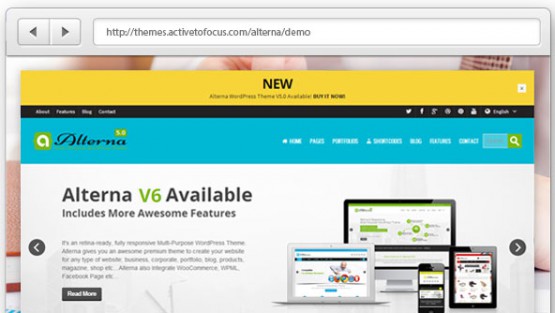 http://themes.activetofocus.com/alterna/demo
NEW
Alterna WordPress Theme V5.0 Available! BUY IT NOW!
About Features Blog Contact
English
a Alterna 5.0
HOME PAGES PORTFOLIOS SHORTCODES BLOG FEATURES CONTACT
Alterna V6 Available
Includes More Awesome Features
It's an retina-ready, fully responsive Multi-Purpose WordPress Theme.
Alterna gives you an awesome premium theme to create your website
for any type of website; business, corporate, portfolio, blog, products,
magazine, shop etc... Alterna also integrate WooCommerce, WPML,
Facebook Page etc...
Read More